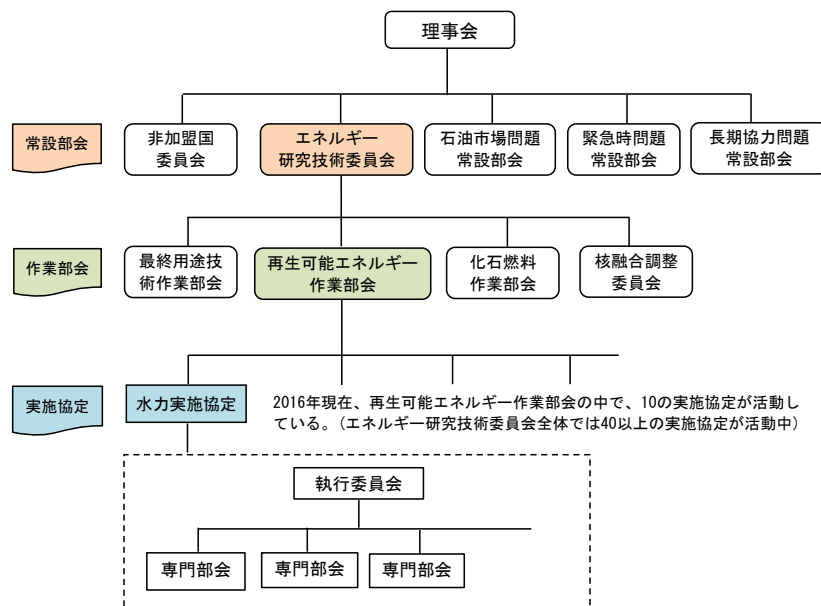 理事会
常設部会
非加盟国
委員会
エネルギー
研究技術委員会
石油市場問題
常設部会
緊急時問題
常設部会
長期協力問題
常設部会
作業部会
最終用途技
術作業部会
再生可能エネルギー
作業部会
化石燃料
作業部会
核融合調整
委員会
実施協定
水力実施協定
2016年現在、再生可能エネルギー作業部会の中で、10の実施協定が活動し
ている。(エネルギー研究技術委員会全体では40以上の実施協定が活動中)
執行委員会
専門部会
専門部会
専門部会